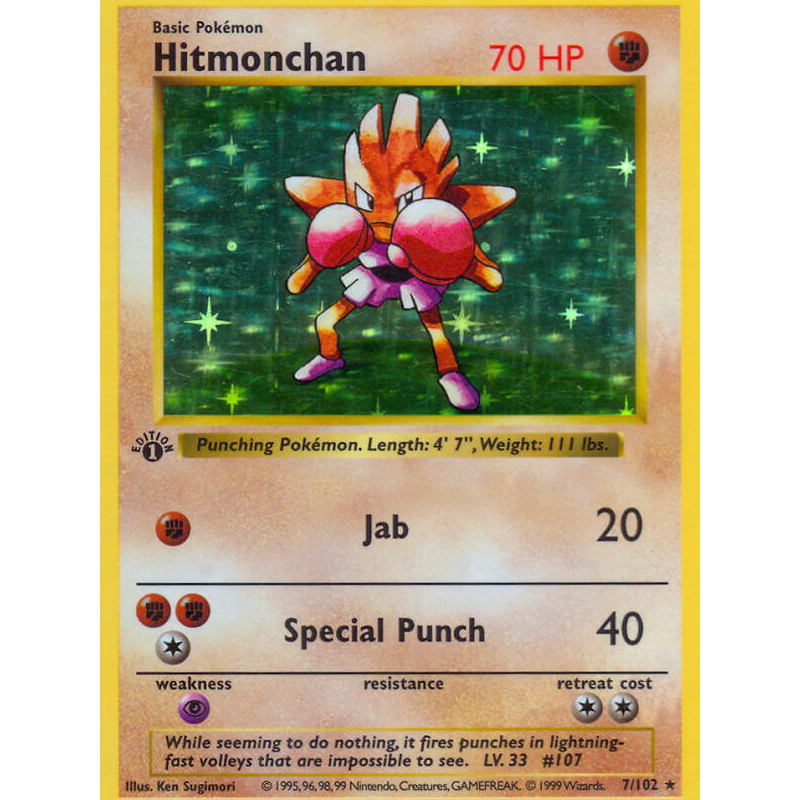 Basic Pokémon
Hitmonchan 70 HP
EDITION
1
Punching Pokémon. Length: 4' 7", Weight: 111 lbs.
Jab 20
Special Punch 40
weakness resistance retreat cost
While seeming to do nothing, it fires punches in lightning-
fast volleys that are impossible to see. LV. 33 #107
Illus. Ken Sugimori © 1995, 96, 98, 99 Nintendo, Creatures, GAMEFREAK. © 1999 Wizards. 7/102 ★